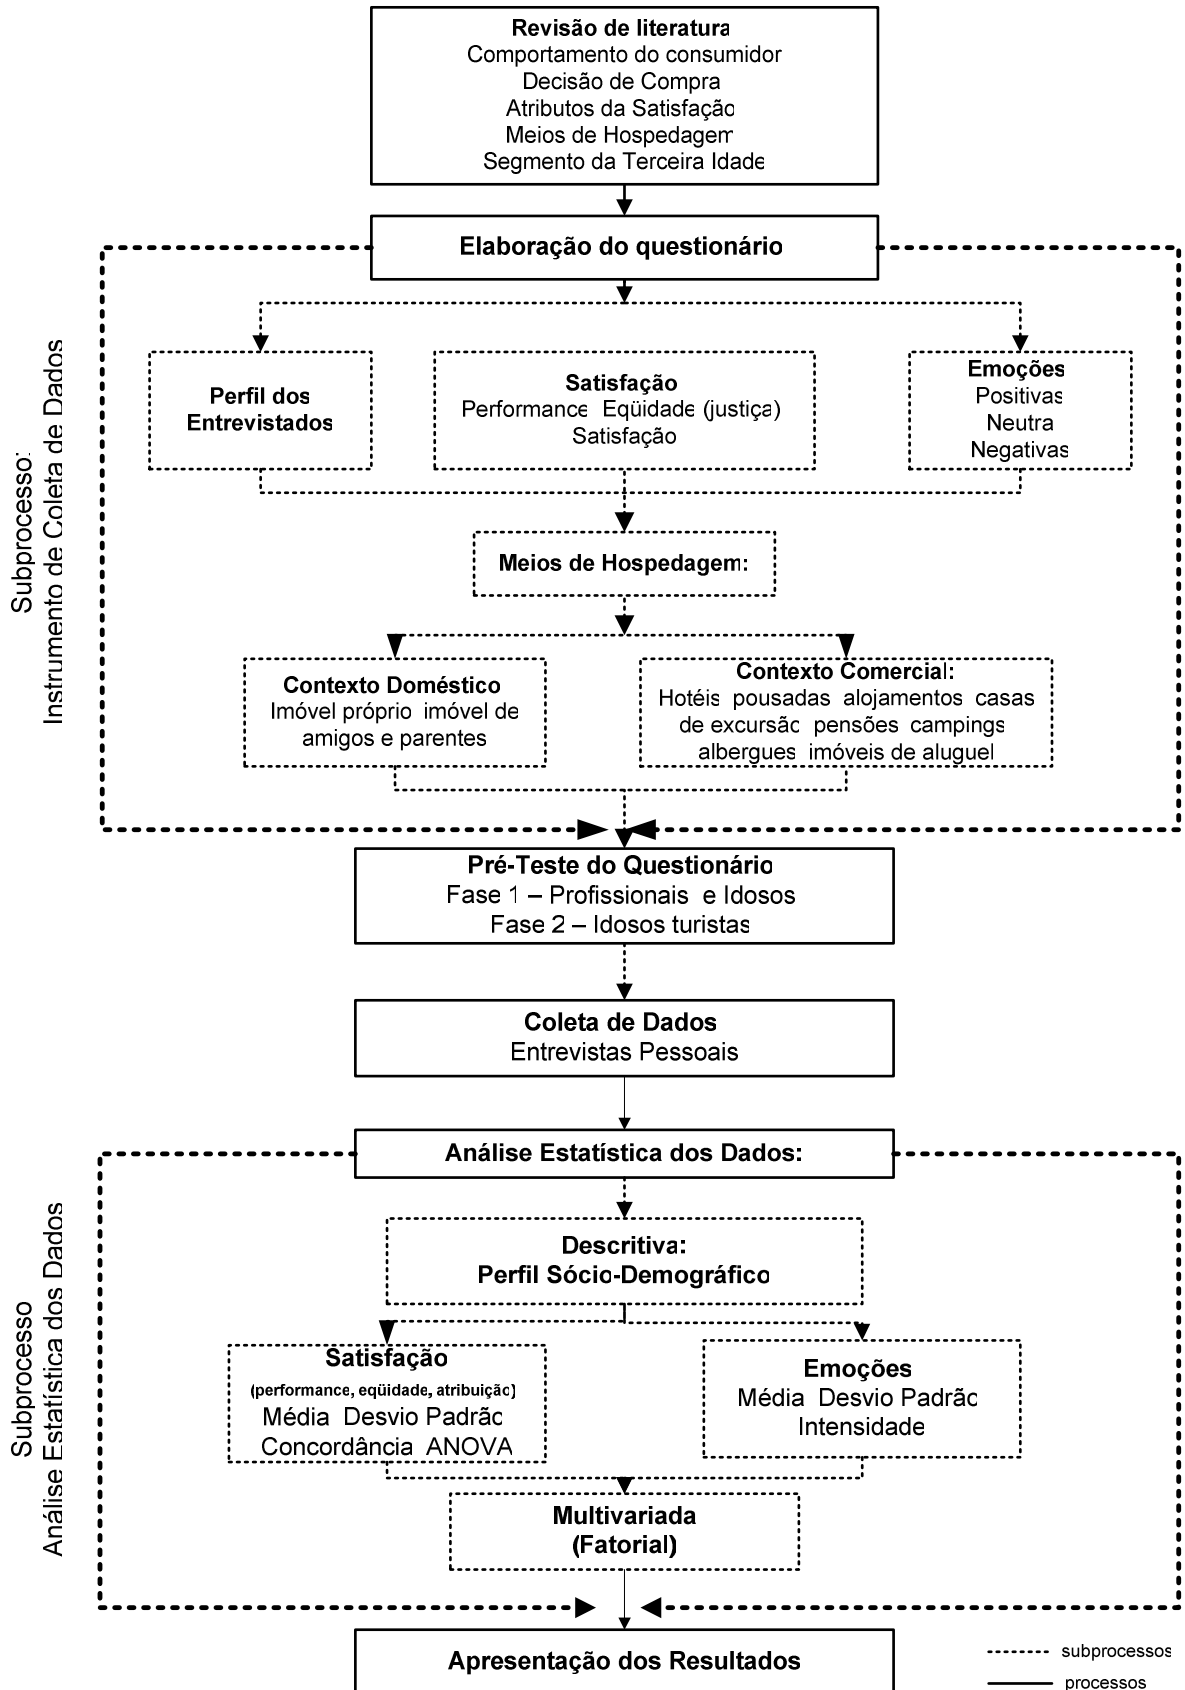 Revisão de literatura
Comportamento do consumidor
Decisão de Compra
Atributos da Satisfação
Meios de Hospedagem
Segmento da Terceira Idade
Elaboração do questionário
Subprocesso:
Instrumento de Coleta de Dados
Perfil dos
Entrevistados
Satisfação
Performance Eqüidade (justiça)
Satisfação
Emoções
Positivas
Neutra
Negativas
Meios de Hospedagem:
Contexto Doméstico
Imóvel próprio imóvel de
amigos e parentes
Contexto Comercial:
Hotéis pousadas alojamentos casas
de excursão pensões campings
albergues imóveis de aluguel
Pré-Teste do Questionário
Fase 1 – Profissionais e Idosos
Fase 2 – Idosos turistas
Coleta de Dados
Entrevistas Pessoais
Análise Estatística dos Dados:
Subprocesso
Análise Estatística dos Dados
Descritiva:
Perfil Sócio-Demográfico
Satisfação
(performance, eqüidade, atribuição)
Média Desvio Padrão
Concordância ANOVA
Emoções
Média Desvio Padrão
Intensidade
Multivariada
(Fatorial)
Apresentação dos Resultados
subprocessos
processos